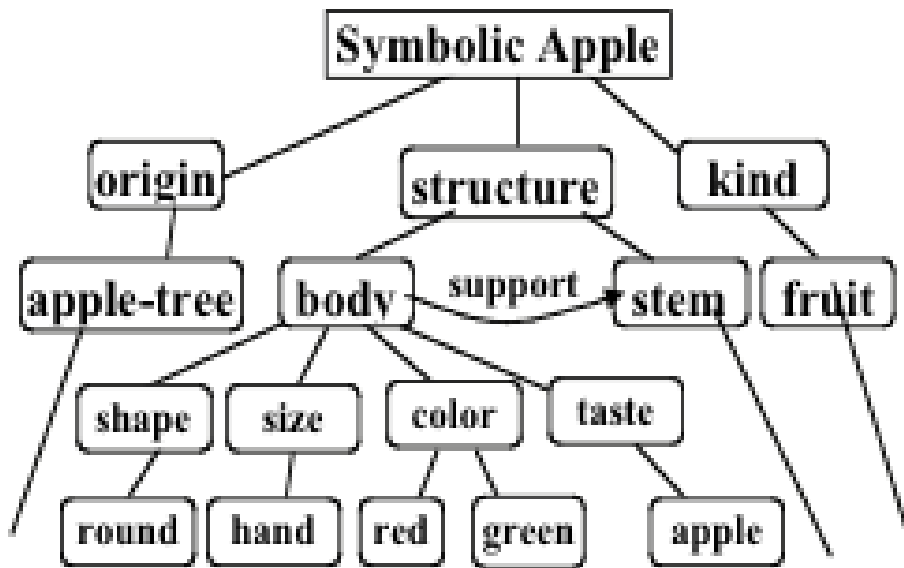 Symbolic Apple
origin
structure
kind
apple-tree
body
support
stem
fruit
shape
size
color
taste
round
hand
red
green
apple